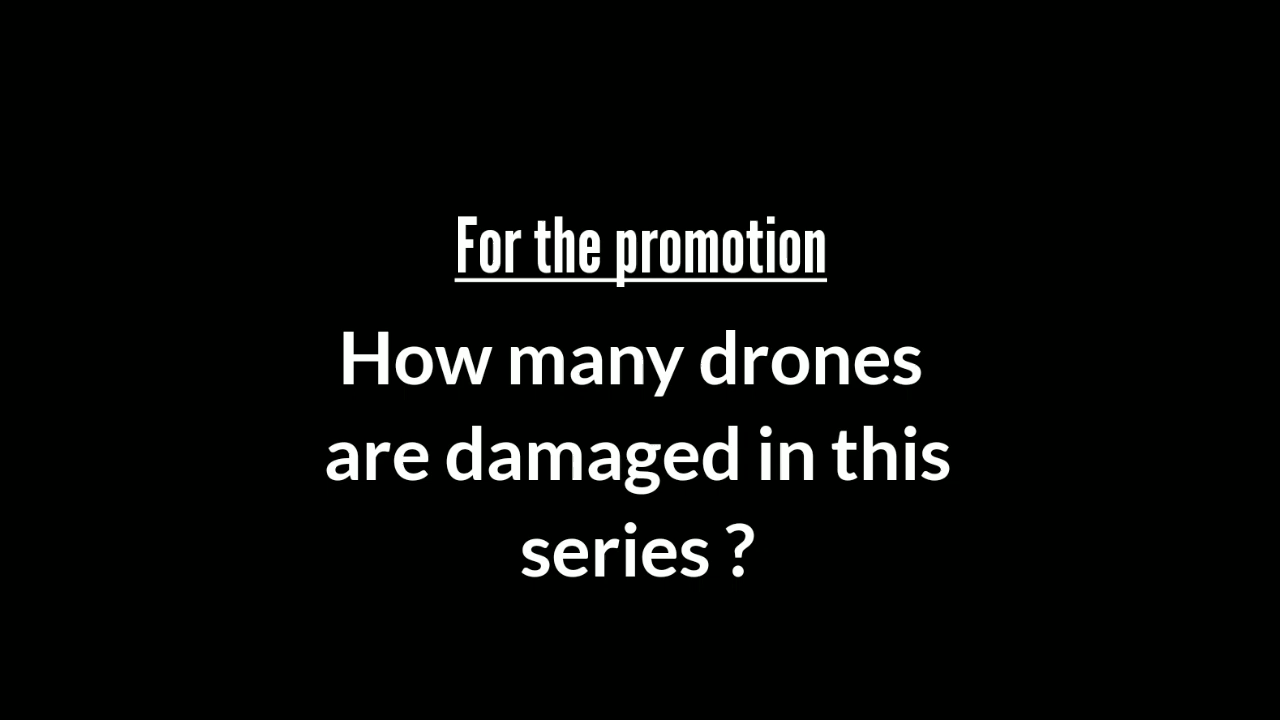 For the promotion
How many drones
are damaged in this
series ?